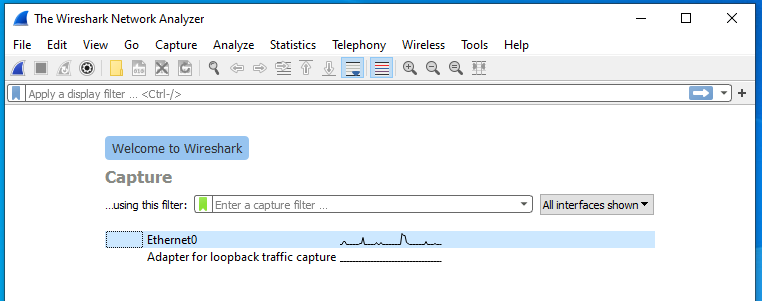 The Wireshark Network Analyzer
File Edit View Go Capture Analyze Statistics Telephony Wireless Tools Help
Apply a display filter ... <Ctrl-/>
Welcome to Wireshark
Capture
...using this filter: Enter a capture filter ... All interfaces shown
Ethernet0
Adapter for loopback traffic capture